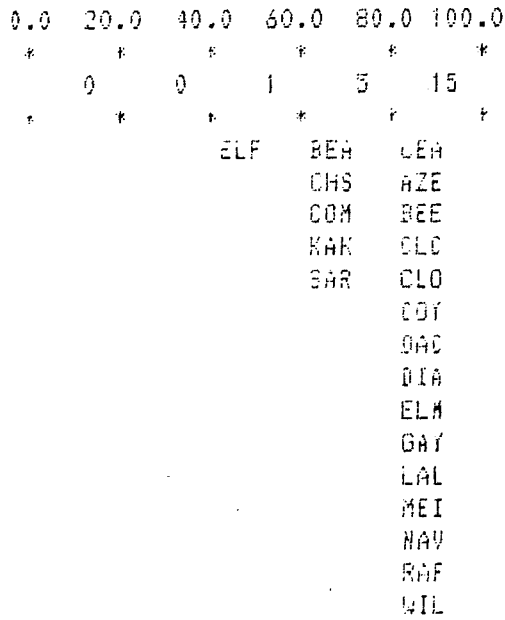 0.0 20.0 40.0 60.0 80.0 100.0
* * * * * *
0 0 1 5 15
* * * * * *
ELF BEA
CHS AZE
COM BEE
KAK CLC
SAR CLO
COY
DAC
DIA
ELM
GAY
LAL
MEI
NAV
RAF
WIL